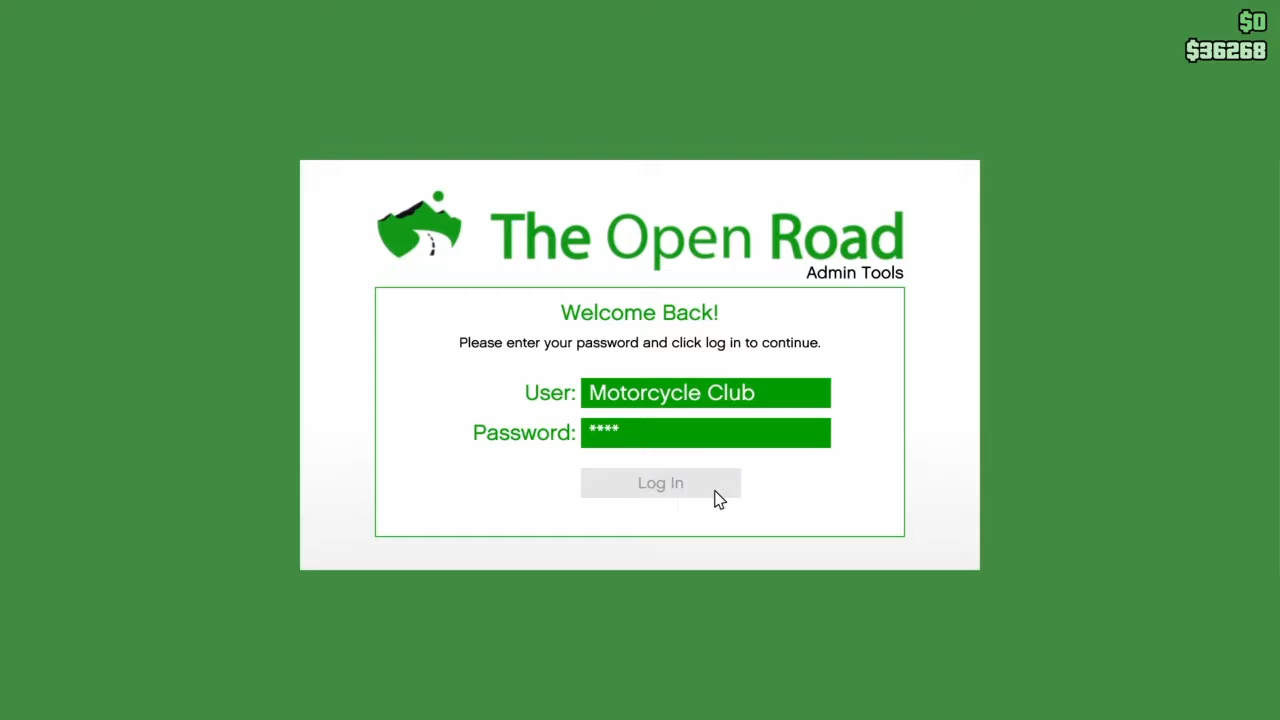 $0
$36268
The Open Road
Admin Tools
Welcome Back!
Please enter your password and click log in to continue.
User: Motorcycle Club
Password: ****
Log In